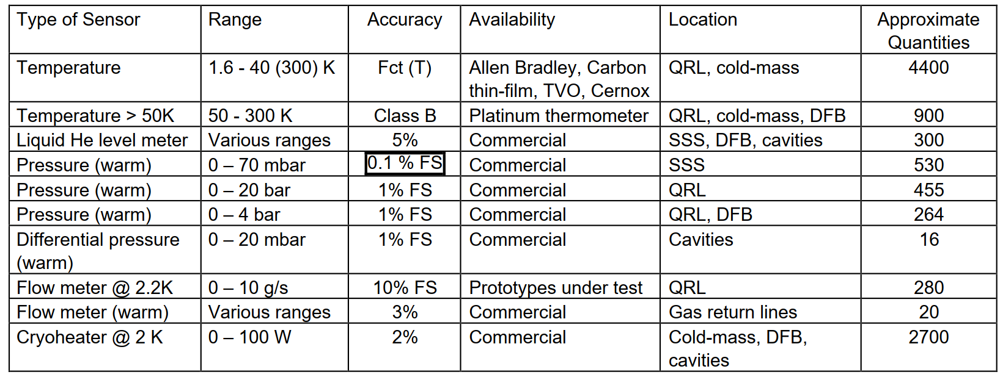 Type of Sensor Range Accuracy Availability Location Approximate
Quantities
Temperature 1.6 - 40 (300) K Fct (T) Allen Bradley, Carbon QRL, cold-mass 4400
thin-film, TVO, Cernox
Temperature > 50K 50 - 300 K Class B Platinum thermometer QRL, cold-mass, DFB 900
Liquid He level meter Various ranges 5% Commercial SSS, DFB, cavities 300
Pressure (warm) 0 – 70 mbar 0.1 % FS Commercial SSS 530
Pressure (warm) 0 – 20 bar 1% FS Commercial QRL 455
Pressure (warm) 0 – 4 bar 1% FS Commercial QRL, DFB 264
Differential pressure 0 – 20 mbar 1% FS Commercial Cavities 16
(warm)
Flow meter @ 2.2K 0 – 10 g/s 10% FS Prototypes under test QRL 280
Flow meter (warm) Various ranges 3% Commercial Gas return lines 20
Cryoheater @ 2 K 0 – 100 W 2% Commercial Cold-mass, DFB, 2700
cavities